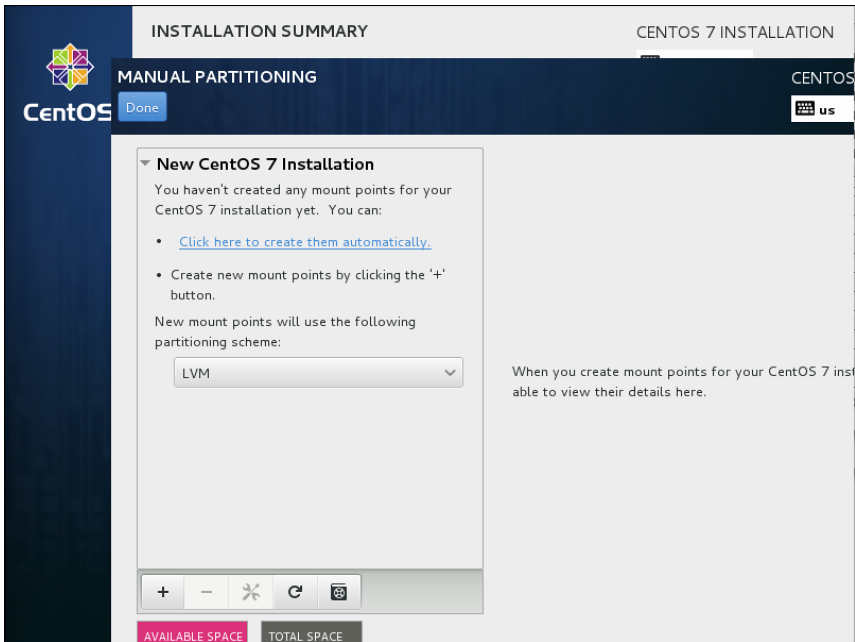 INSTALLATION SUMMARY
CENTOS 7 INSTALLATION
MANUAL PARTITIONING
CENTOS
CentOS
Done
us
New CentOS 7 Installation
You haven't created any mount points for your
CentOS 7 installation yet. You can:
• Click here to create them automatically.
• Create new mount points by clicking the '+'
button.
New mount points will use the following
partitioning scheme:
LVM
When you create mount points for your CentOS 7
able to view their details here.
+ −
AVAILABLE SPACE
TOTAL SPACE